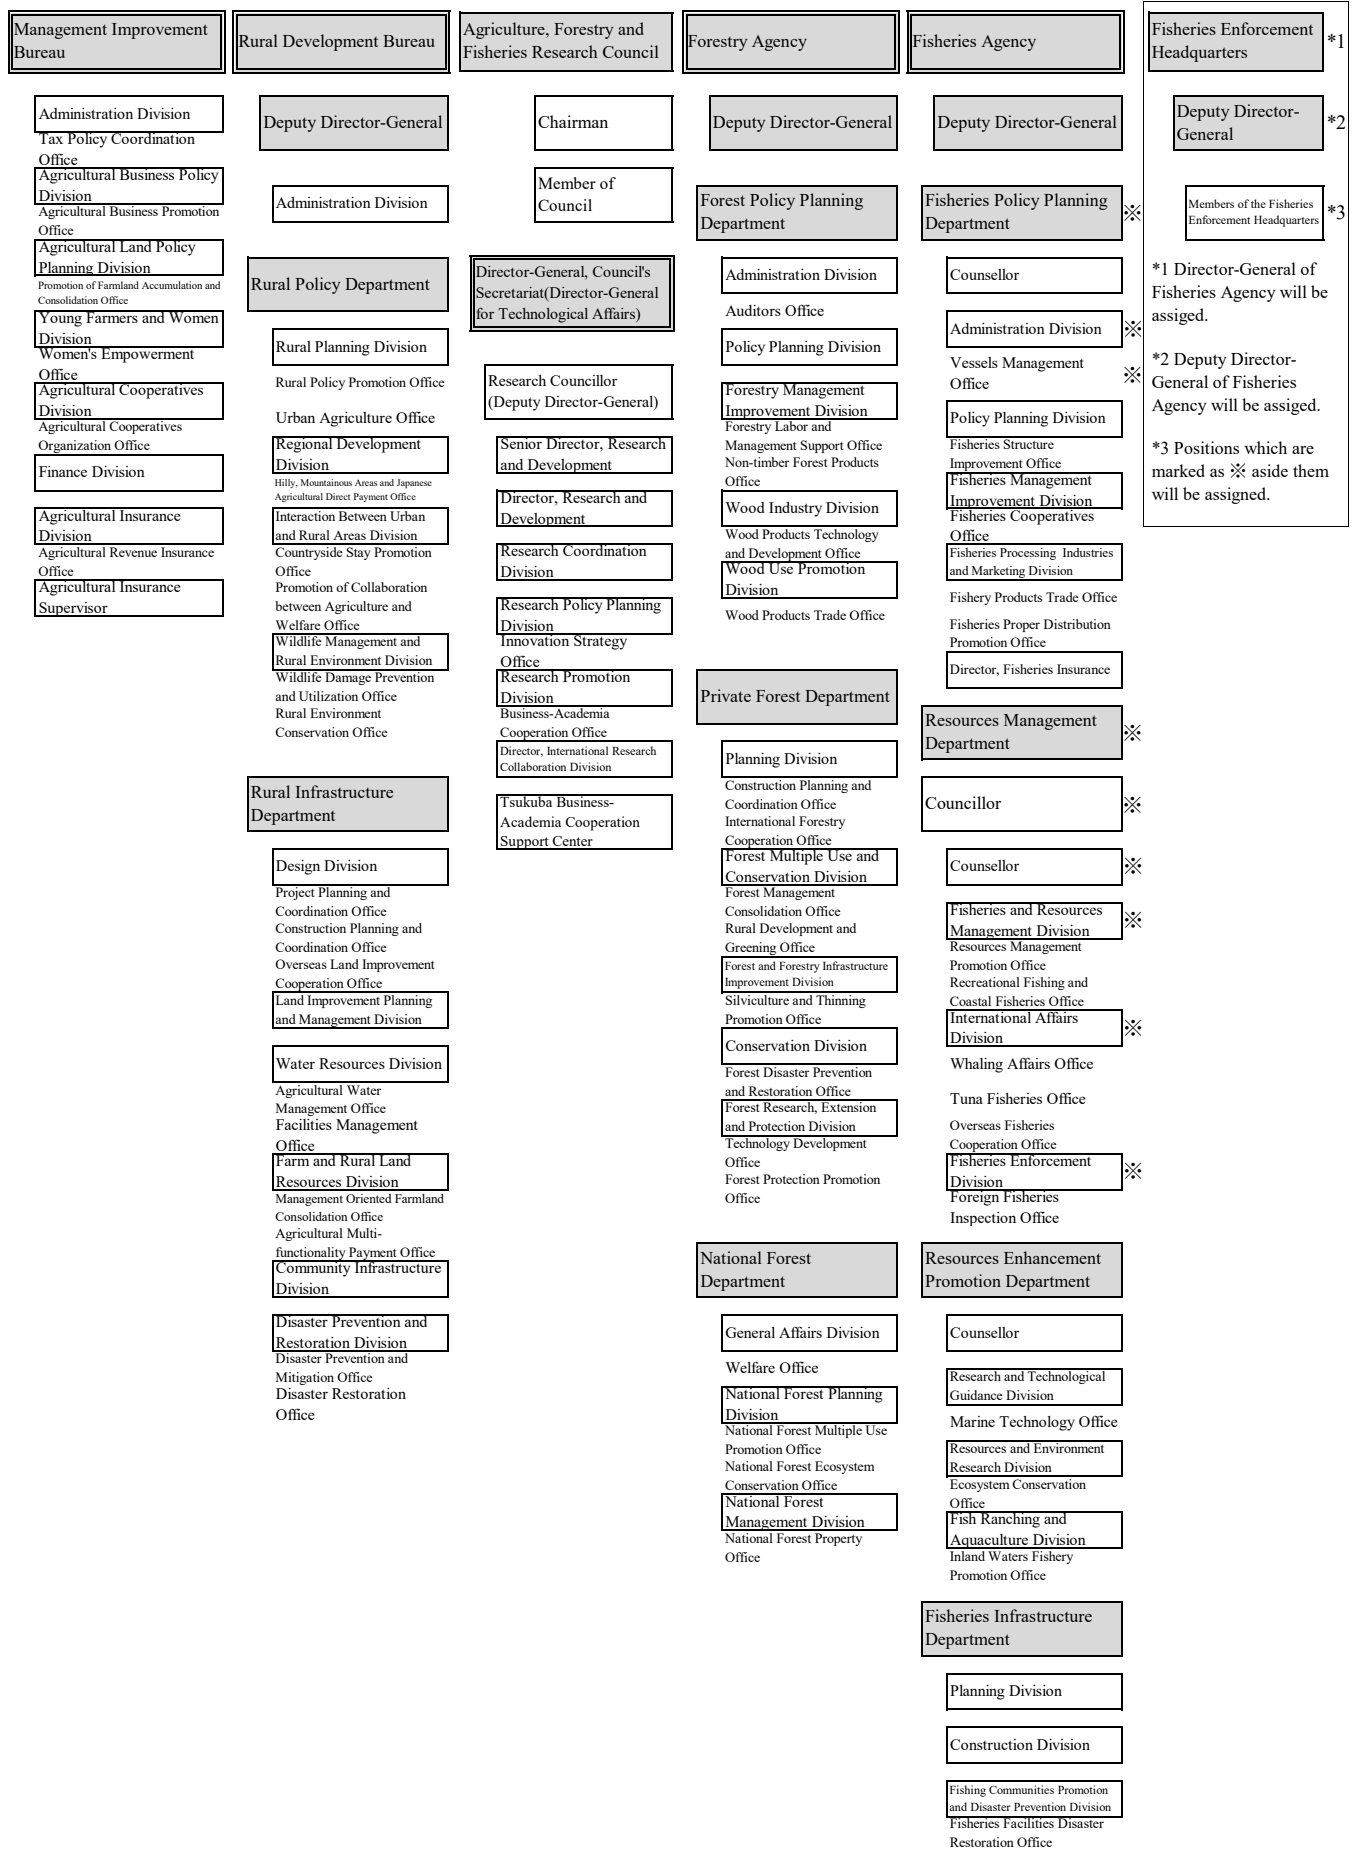 Management Improvement
Bureau
Administration Division
Tax Policy Coordination
Office
Agricultural Business Policy
Division
Agricultural Business Promotion
Office
Agricultural Land Policy
Planning Division
Promotion of Farmland Accumulation and
Consolidation Office
Young Farmers and Women
Division
Women's Empowerment
Office
Agricultural Cooperatives
Division
Agricultural Cooperatives
Organization Office
Finance Division
Agricultural Insurance
Division
Agricultural Revenue Insurance
Office
Agricultural Insurance
Supervisor
Rural Development Bureau
Deputy Director-General
Administration Division
Rural Policy Department
Rural Planning Division
Rural Policy Promotion Office
Urban Agriculture Office
Regional Development
Division
Hilly, Mountainous Areas and Japanese
Agricultural Direct Payment Office
Interaction Between Urban
and Rural Areas Division
Countryside Stay Promotion
Office
Promotion of Collaboration
between Agriculture and
Welfare Office
Wildlife Management and
Rural Environment Division
Wildlife Damage Prevention
and Utilization Office
Rural Environment
Conservation Office
Rural Infrastructure
Department
Design Division
Project Planning and
Coordination Office
Construction Planning and
Coordination Office
Overseas Land Improvement
Cooperation Office
Land Improvement Planning
and Management Division
Water Resources Division
Agricultural Water
Management Office
Facilities Management
Office
Farm and Rural Land
Resources Division
Management Oriented Farmland
Consolidation Office
Agricultural Multi-
functionality Payment Office
Community Infrastructure
Division
Disaster Prevention and
Restoration Division
Disaster Prevention and
Mitigation Office
Disaster Restoration
Office
Agriculture, Forestry and
Fisheries Research Council
Chairman
Member of
Council
Director-General, Council's
Secretariat(Director-General
for Technological Affairs)
Research Councillor
(Deputy Director-General)
Senior Director, Research
and Development
Director, Research and
Development
Research Coordination
Division
Research Policy Planning
Division
Innovation Strategy
Office
Research Promotion
Division
Business-Academia
Cooperation Office
Director, International Research
Collaboration Division
Tsukuba Business-
Academia Cooperation
Support Center
Forestry Agency
Deputy Director-General
Forest Policy Planning
Department
Administration Division
Auditors Office
Policy Planning Division
Forestry Management
Improvement Division
Forestry Labor and
Management Support Office
Non-timber Forest Products
Office
Wood Industry Division
Wood Products Technology
and Development Office
Wood Use Promotion
Division
Wood Products Trade Office
Private Forest Department
Planning Division
Construction Planning and
Coordination Office
International Forestry
Cooperation Office
Forest Multiple Use and
Conservation Division
Forest Management
Consolidation Office
Rural Development and
Greening Office
Forest and Forestry Infrastructure
Improvement Division
Silviculture and Thinning
Promotion Office
Conservation Division
Forest Disaster Prevention
and Restoration Office
Forest Research, Extension
and Protection Division
Technology Development
Office
Forest Protection Promotion
Office
National Forest
Department
General Affairs Division
Welfare Office
National Forest Planning
Division
National Forest Multiple Use
Promotion Office
National Forest Ecosystem
Conservation Office
National Forest
Management Division
National Forest Property
Office
Fisheries Agency
Deputy Director-General
Fisheries Policy Planning
Department ※
Counsellor
Administration Division ※
Vessels Management
Office ※
Policy Planning Division
Fisheries Structure
Improvement Office
Fisheries Management
Improvement Division
Fisheries Cooperatives
Office
Fisheries Processing Industries
and Marketing Division
Fishery Products Trade Office
Fisheries Proper Distribution
Promotion Office
Director, Fisheries Insurance
Resources Management
Department ※
Councillor ※
Counsellor ※
Fisheries and Resources
Management Division ※
Resources Management
Promotion Office
Recreational Fishing and
Coastal Fisheries Office
International Affairs
Division ※
Whaling Affairs Office
Tuna Fisheries Office
Overseas Fisheries
Cooperation Office
Fisheries Enforcement
Division ※
Foreign Fisheries
Inspection Office
Resources Enhancement
Promotion Department
Counsellor
Research and Technological
Guidance Division
Marine Technology Office
Resources and Environment
Research Division
Ecosystem Conservation
Office
Fish Ranching and
Aquaculture Division
Inland Waters Fishery
Promotion Office
Fisheries Infrastructure
Department
Planning Division
Construction Division
Fishing Communities Promotion
and Disaster Prevention Division
Fisheries Facilities Disaster
Restoration Office
Fisheries Enforcement
Headquarters *1
Deputy Director-
General *2
Members of the Fisheries
Enforcement Headquarters *3
*1 Director-General of
Fisheries Agency will be
assiged.
*2 Deputy Director-
General of Fisheries
Agency will be assiged.
*3 Positions which are
marked as ※ aside them
will be assigned.